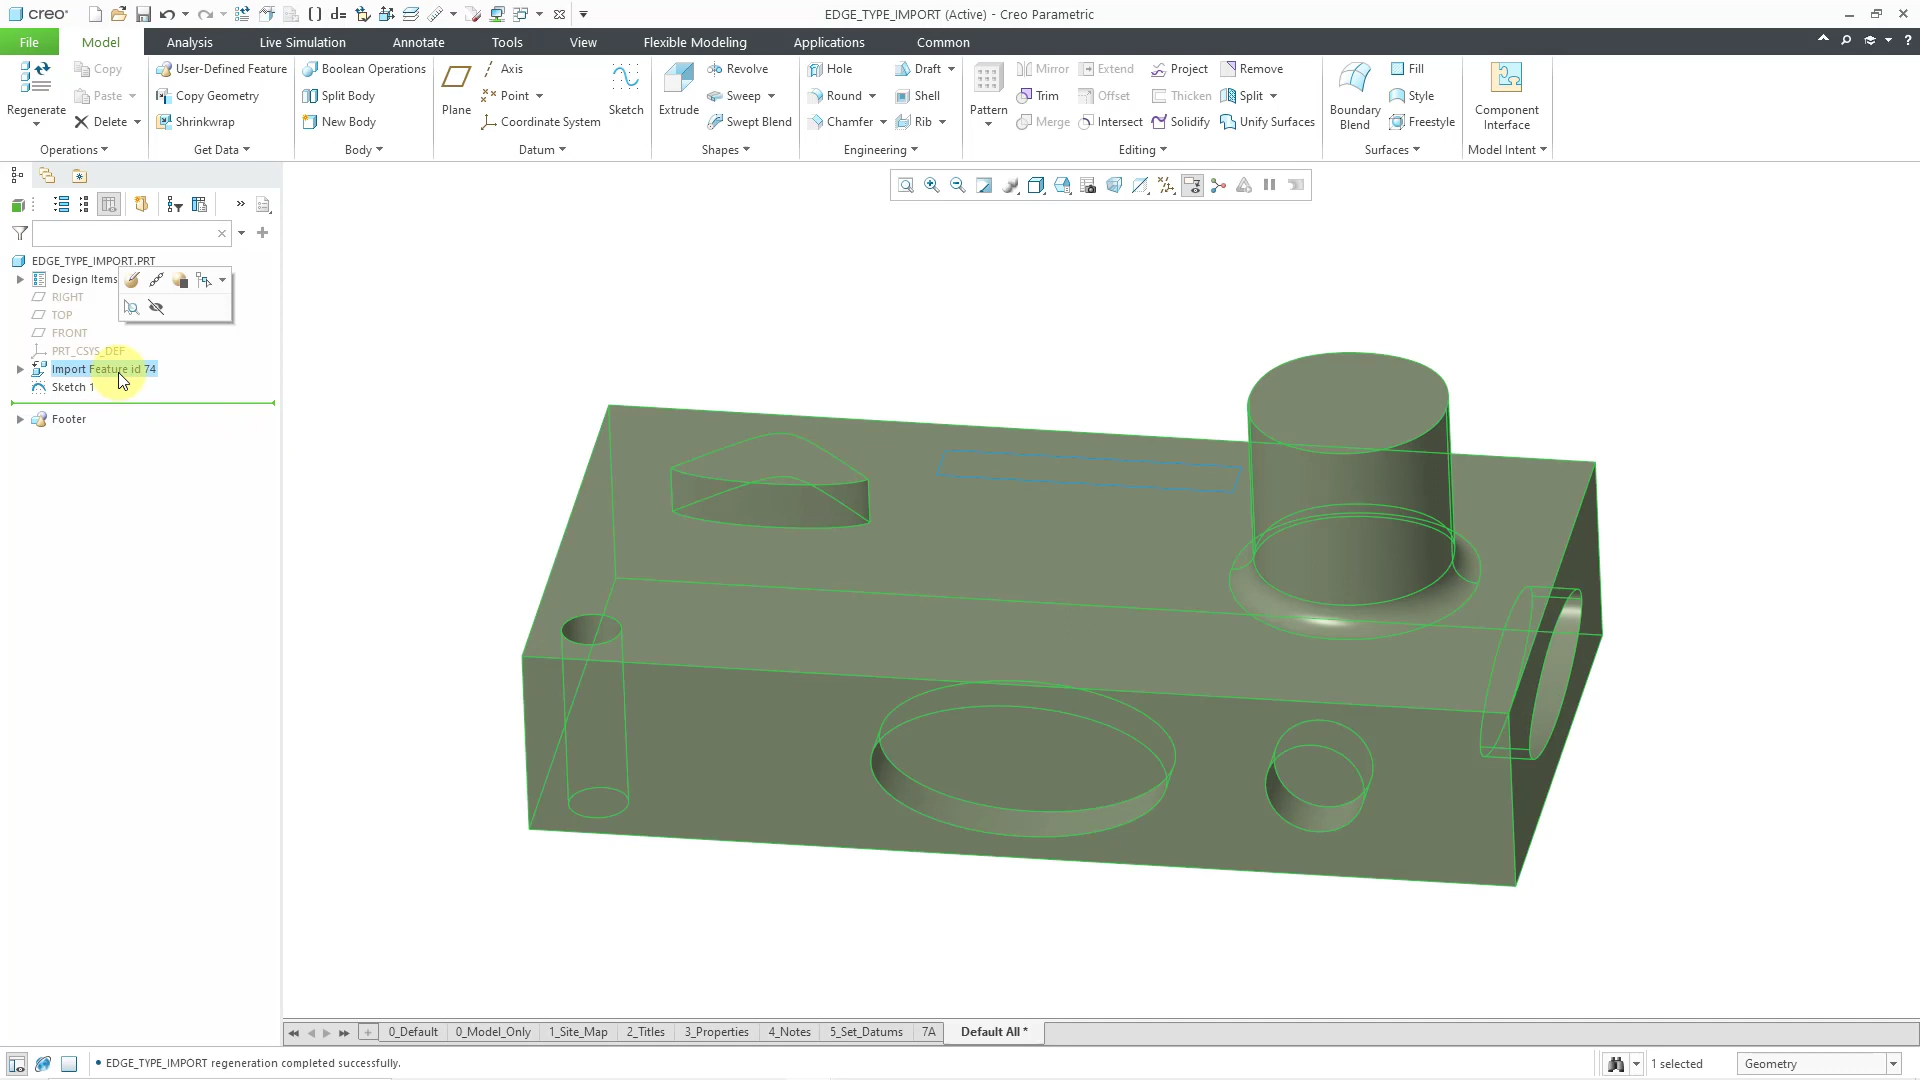 creo
EDGE_TYPE_IMPORT (Active) - Creo Parametric
File Model Analysis Live Simulation Annotate Tools View Flexible Modeling Applications Common
Regenerate
Copy
Paste
Delete
Operations
User-Defined Feature
Copy Geometry
Shrinkwrap
Get Data
Boolean Operations
Split Body
New Body
Body
Plane
Axis
Point
Coordinate System
Sketch
Datum
Extrude
Revolve
Sweep
Swept Blend
Shapes
Hole
Round
Chamfer
Draft
Shell
Rib
Engineering
Pattern
Mirror
Trim
Merge
Extend
Offset
Intersect
Project
Thicken
Solidify
Remove
Split
Unify Surfaces
Editing
Boundary
Blend
Fill
Style
Freestyle
Surfaces
Component
Interface
Model Intent
EDGE_TYPE_IMPORT.PRT
Design Items
RIGHT
TOP
FRONT
PRT_CSYS_DEF
Import Feature id 74
Sketch 1
Footer
0_Default 0_Model_Only 1_Site_Map 2_Titles 3_Properties 4_Notes 5_Set_Datums 7A Default All *
• EDGE_TYPE_IMPORT regeneration completed successfully.
1 selected
Geometry